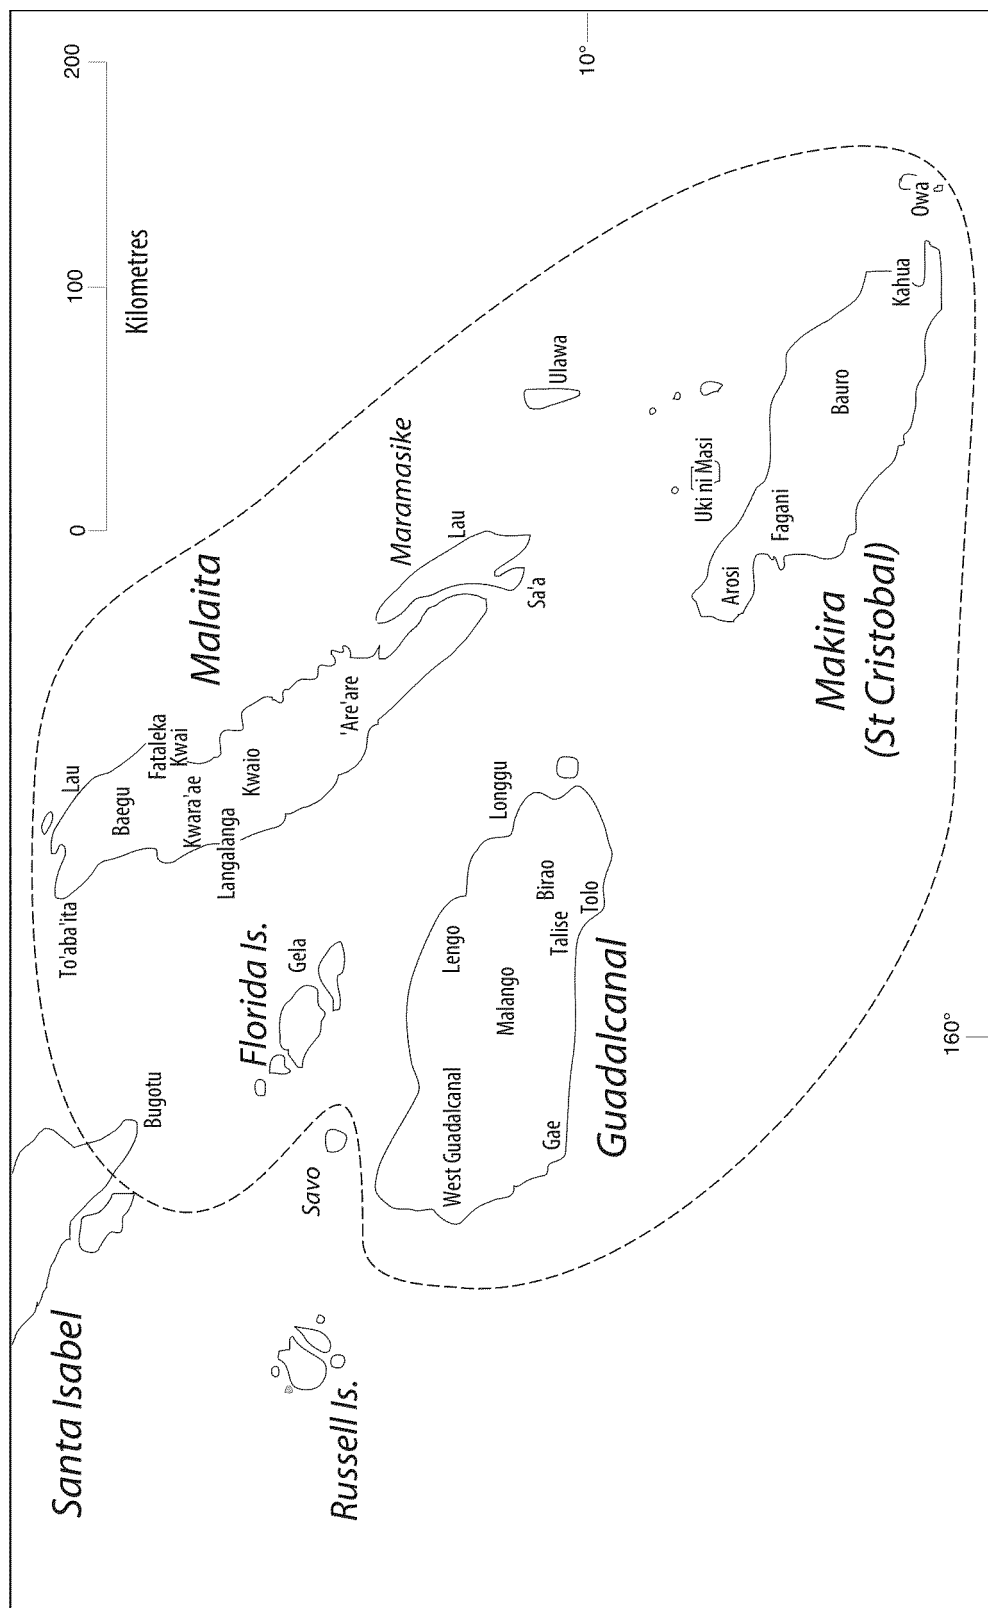 Santa Isabel
Bugotu
To'aba'ita
Lau
Baegu
Fataleka
Kwai
Kwara'ae
Langalanga
Kwaio
'Are'are
Malaita
Maramasike
Lau
Sa'a
0
100
200
Kilometres
Russell Is.
Savo
Florida Is.
Gela
West Guadalcanal
Lengo
Longgu
Malango
Gae
Talise
Birao
Tolo
Guadalcanal
Ulawa
10°
Uki ni Masi
Arosi
Fagani
Bauro
Kahua
Owa
Makira
(St Cristobal)
160°